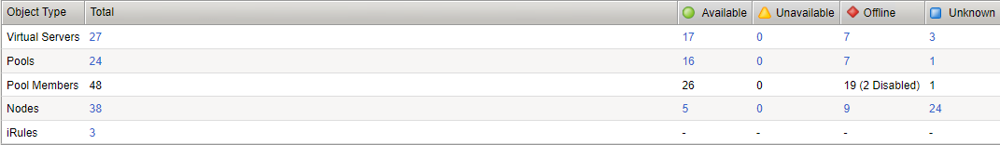 Object Type Total Available Unavailable Offline Unknown
Virtual Servers 27 17 0 7 3
Pools 24 16 0 7 1
Pool Members 48 26 0 19 (2 Disabled) 1
Nodes 38 5 0 9 24
iRules 3 - - - -